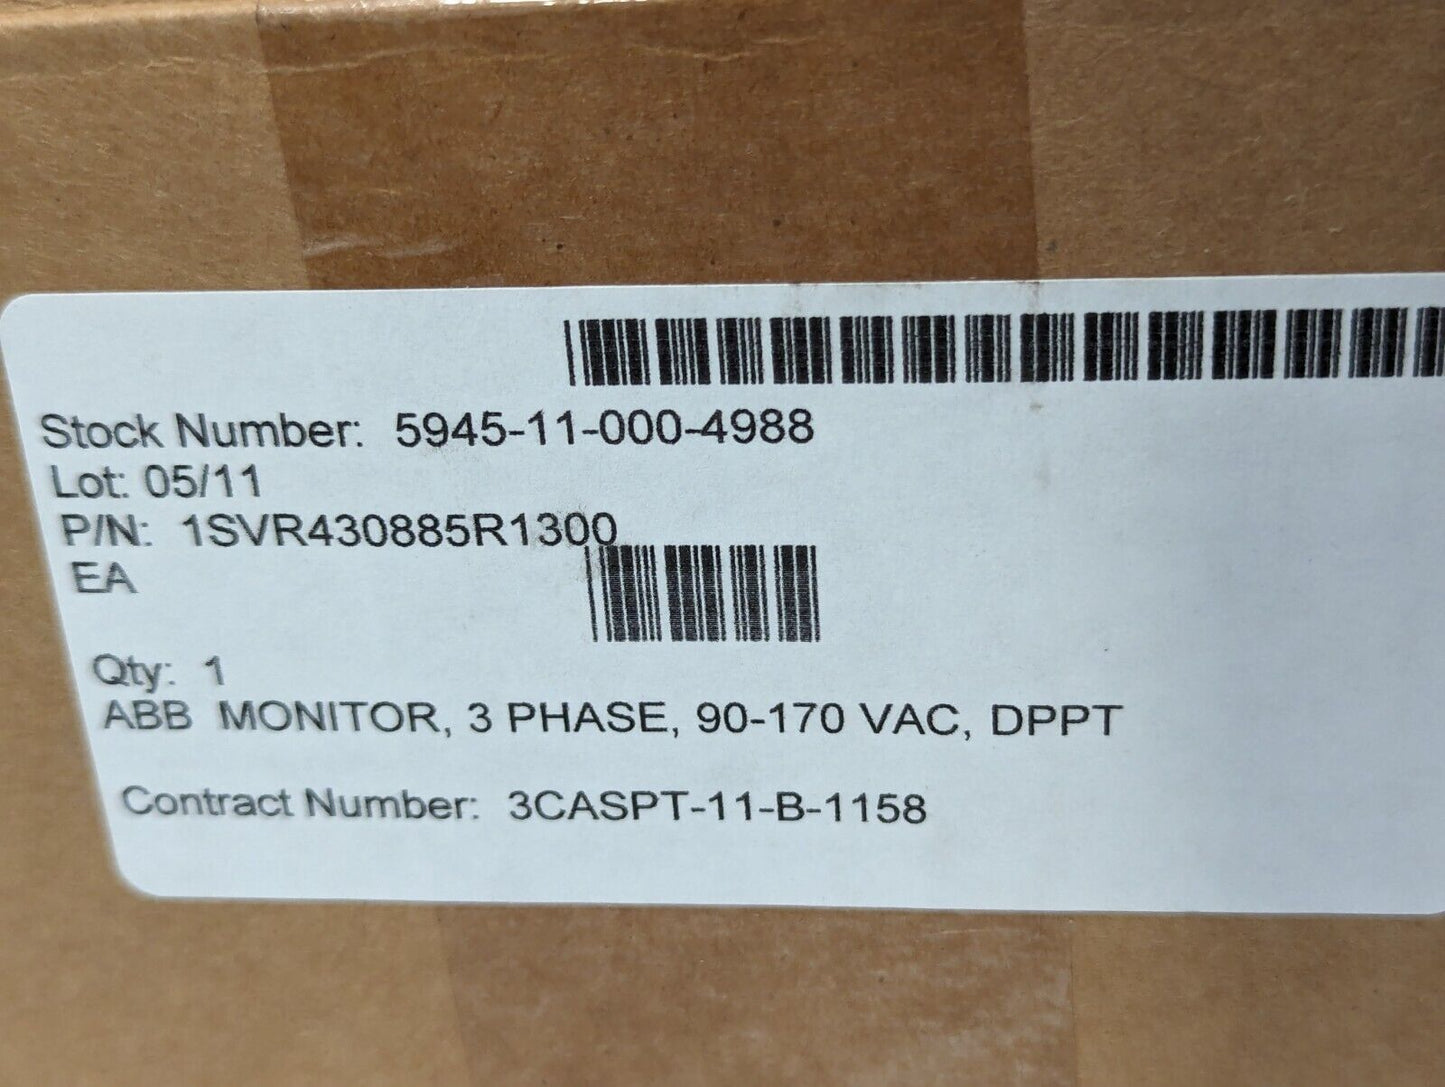 Stock Number: 5945-11-000-4988
Lot: 05/11
P/N: 1SVR430885R1300
EA
Qty: 1
ABB MONITOR, 3 PHASE, 90-170 VAC, DPPT
Contract Number: 3CASPT-11-B-1158